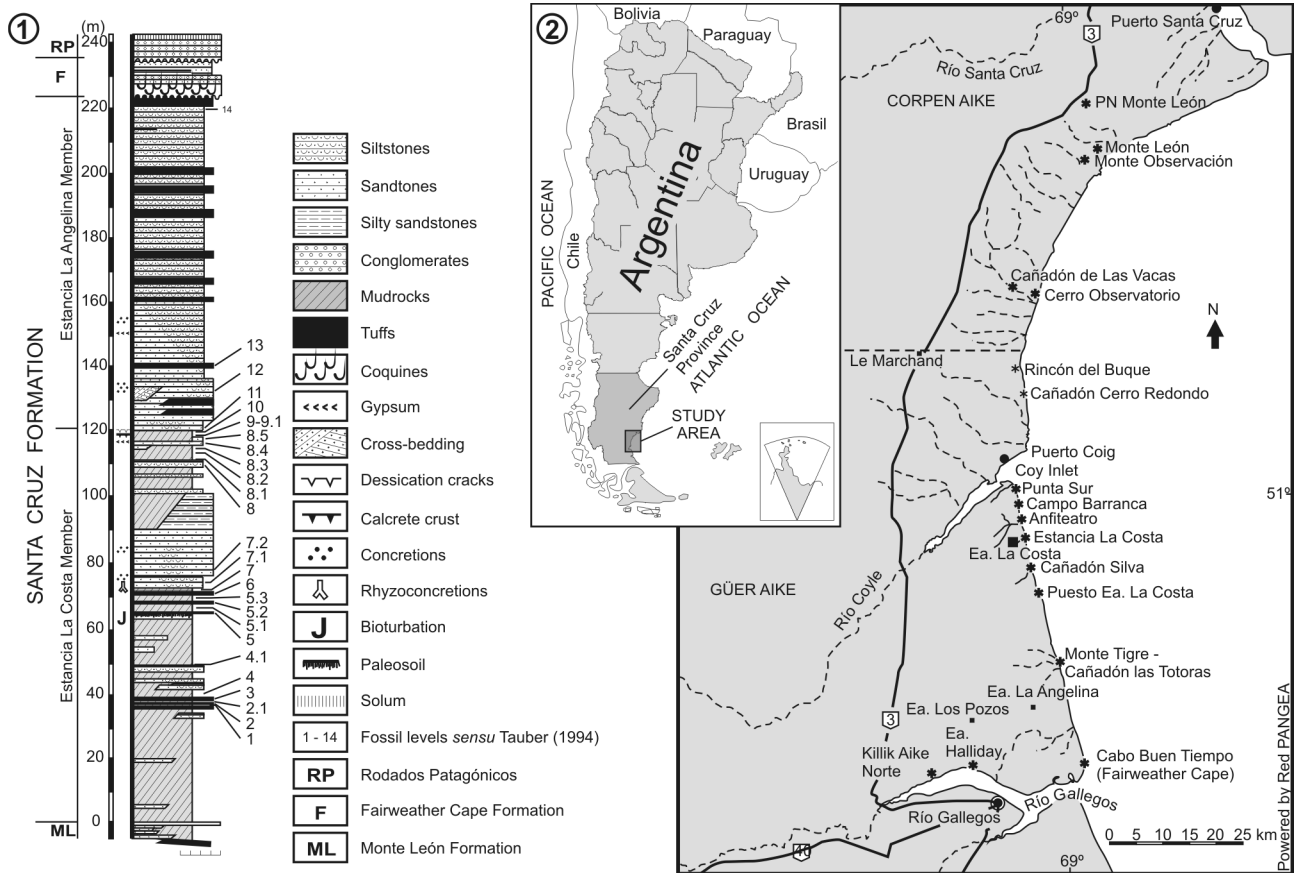 1
(m)
240
RP
F
220
14
200
180
160
140
120
100
80
60
40
20
0
ML
SANTA CRUZ FORMATION
Estancia La Angelina Member
Estancia La Costa Member
13
12
11
10
9-9.1
8.5
8.4
8.3
8.2
8.1
8
7.2
7.1
7
6
5.3
5.2
5.1
5
4.1
4
3
2.1
2
1
Siltstones
Sandtones
Silty sandstones
Conglomerates
Mudrocks
Tuffs
Coquines
Gypsum
Cross-bedding
Dessication cracks
Calcrete crust
Concretions
Rhyzoconcretions
J Bioturbation
Paleosoil
Solum
1 - 14 Fossil levels sensu Tauber (1994)
RP Rodados Patagónicos
F Fairweather Cape Formation
ML Monte León Formation
2
Bolivia
Paraguay
Brasil
Uruguay
Argentina
PACIFIC OCEAN
Chile
Santa Cruz
Province
ATLANTIC OCEAN
STUDY
AREA
69º
3
Puerto Santa Cruz
Río Santa Cruz
CORPEN AIKE
PN Monte León
Monte León
Monte Observación
Cañadón de Las Vacas
Cerro Observatorio
N
Le Marchand
Rincón del Buque
Cañadón Cerro Redondo
Puerto Coig
Coy Inlet
Punta Sur
51º
Campo Barranca
Anfiteatro
Estancia La Costa
Ea. La Costa
Cañadón Silva
GÜER AIKE
Río Coyle
Puesto Ea. La Costa
Monte Tigre -
Cañadón las Totoras
Ea. La Angelina
Ea. Los Pozos
3
Ea.
Halliday
Killik Aike
Norte
Cabo Buen Tiempo
(Fairweather Cape)
Río Gallegos
Río Gallegos
40
0 5 10 15 20 25 km
69º
Powered by Red PANGEA